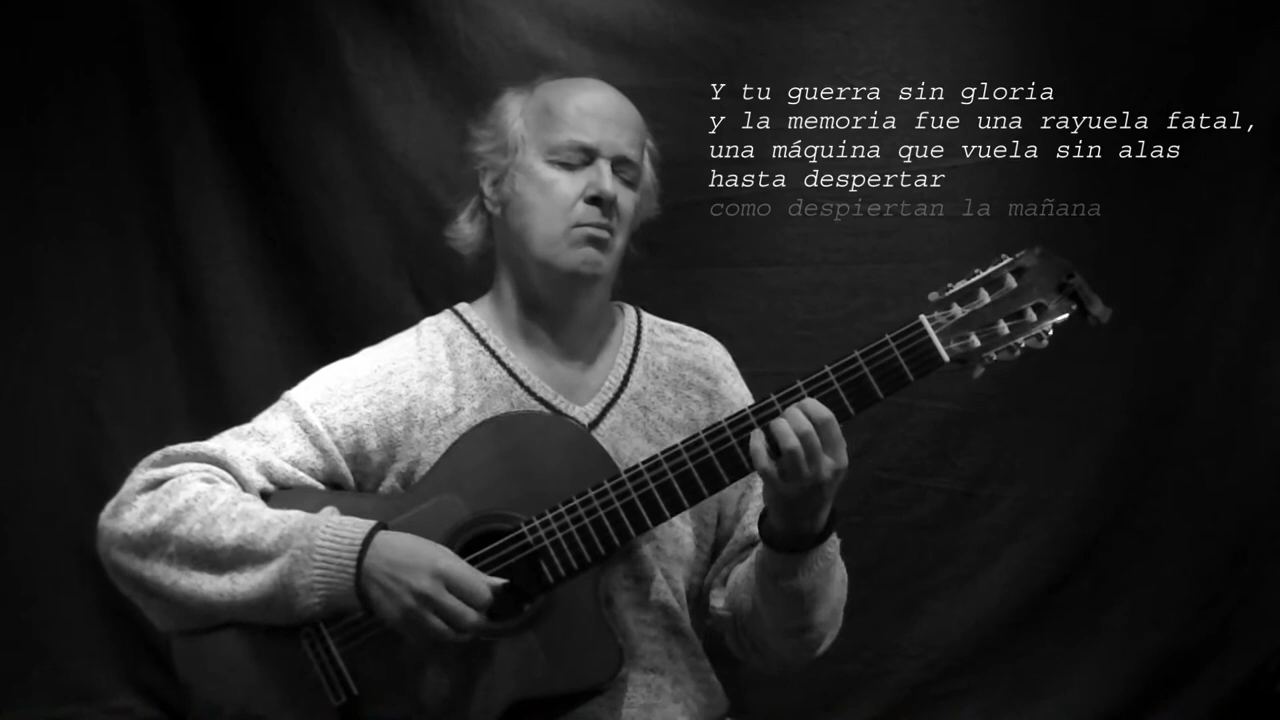 Y tu guerra sin gloria
y la memoria fue una rayuela fatal,
una máquina que vuela sin alas
hasta despertar
como despiertan la mañana